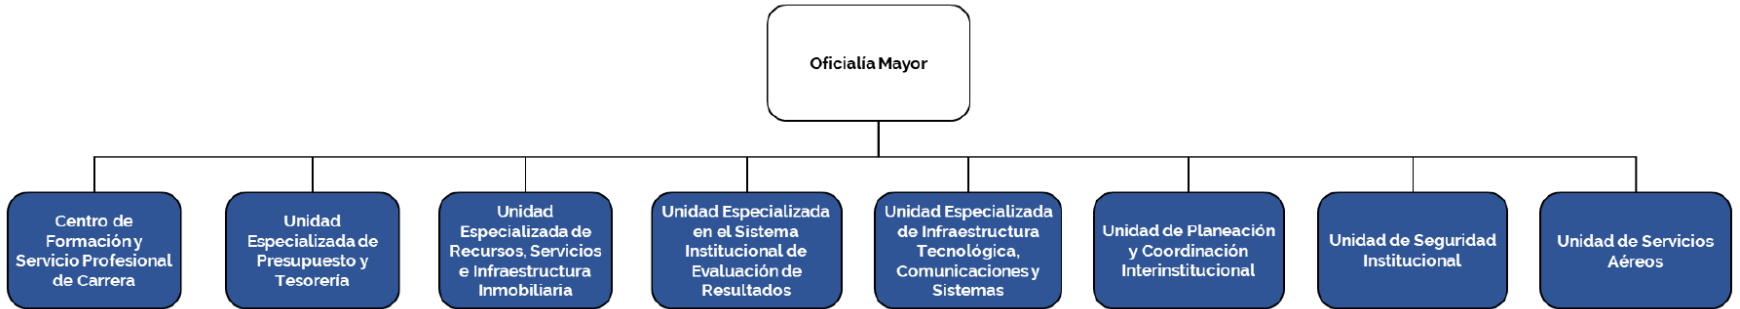 Oficialía Mayor
Centro de
Formación y
Servicio Profesional
de Carrera
Unidad
Especializada de
Presupuesto y
Tesorería
Unidad
Especializada de
Recursos, Servicios
e Infraestructura
Inmobiliaria
Unidad Especializada
en el Sistema
Institucional de
Evaluación de
Resultados
Unidad Especializada
de Infraestructura
Tecnológica,
Comunicaciones y
Sistemas
Unidad de Planeación
y Coordinación
Interinstitucional
Unidad de Seguridad
Institucional
Unidad de Servicios
Aéreos